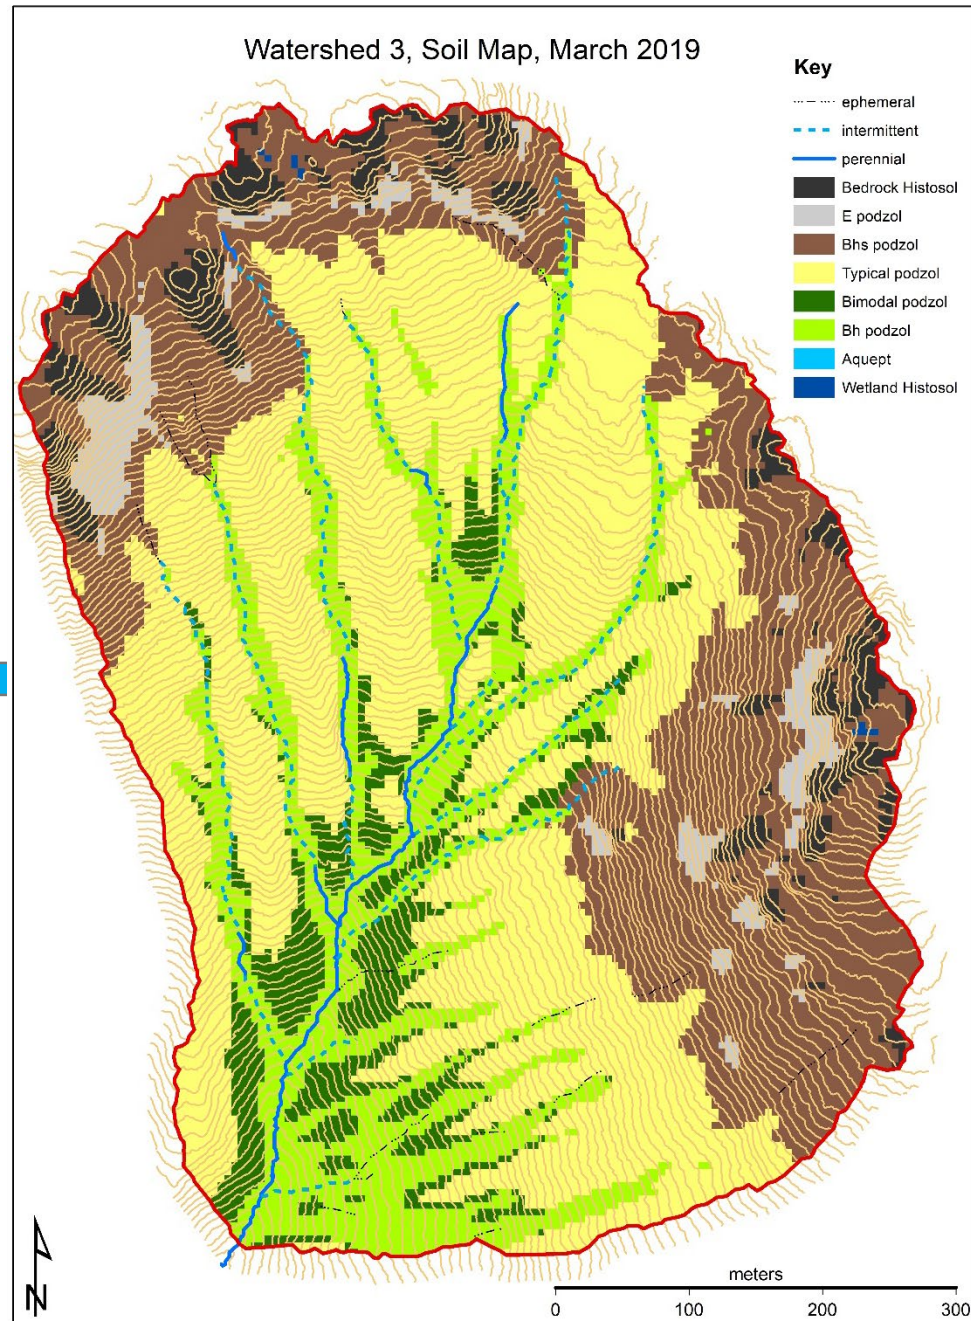 Watershed 3, Soil Map, March 2019
Key
ephemeral
intermittent
perennial
Bedrock Histosol
E podzol
Bhs podzol
Typical podzol
Bimodal podzol
Bh podzol
Aquept
Wetland Histosol
N
meters
0 100 200 300